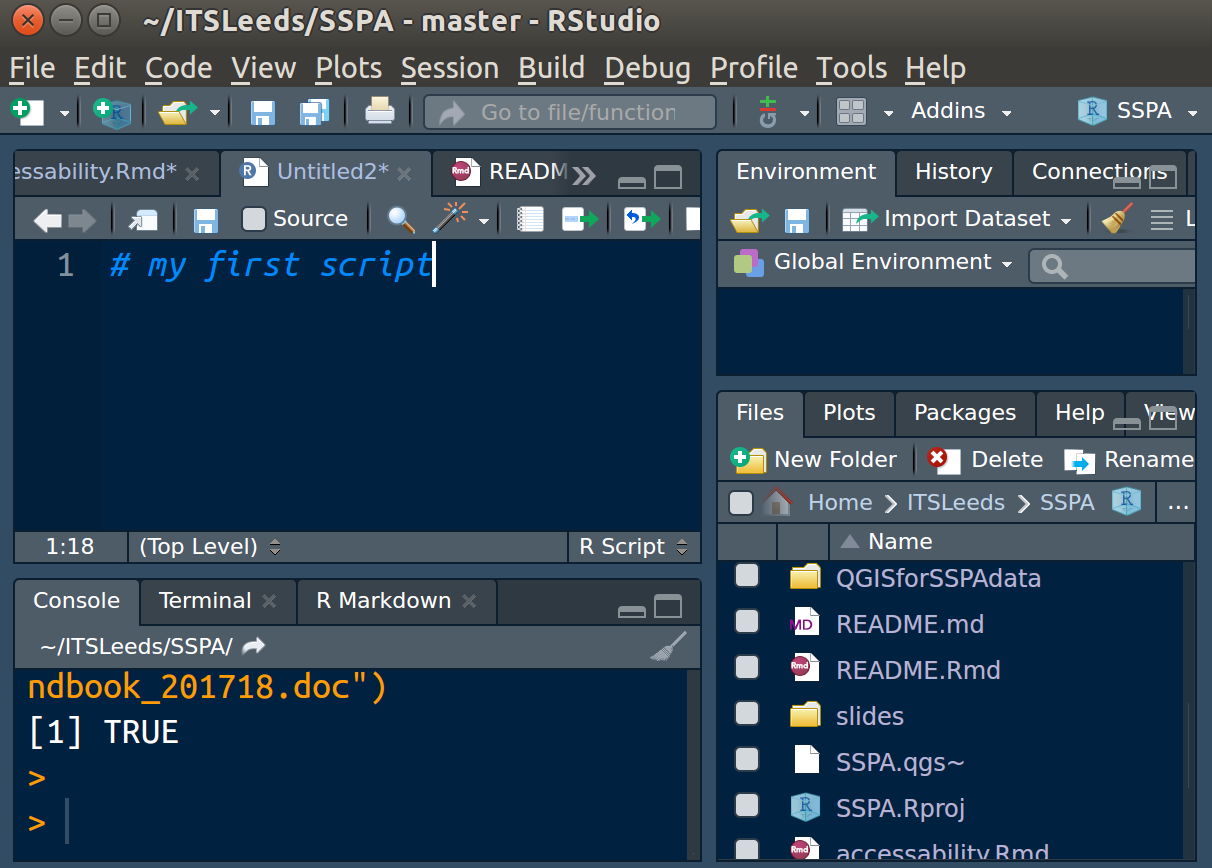 ~/ITSLeeds/SSPA - master - RStudio
File Edit Code View Plots Session Build Debug Profile Tools Help
Go to file/function Addins SSPA
essability.Rmd* Untitled2* READM
Source
1 # my first script
1:18 (Top Level) R Script
Console Terminal R Markdown
~/ITSLeeds/SSPA/
ndbook_201718.doc")
[1] TRUE
>
>
Environment History Connections
Import Dataset L
Global Environment
Files Plots Packages Help View
New Folder Delete Rename
Home ITSLeeds SSPA ...
Name
QGISforSSPAdata
README.md
README.Rmd
slides
SSPA.qgs~
SSPA.Rproj
accessability.Rmd